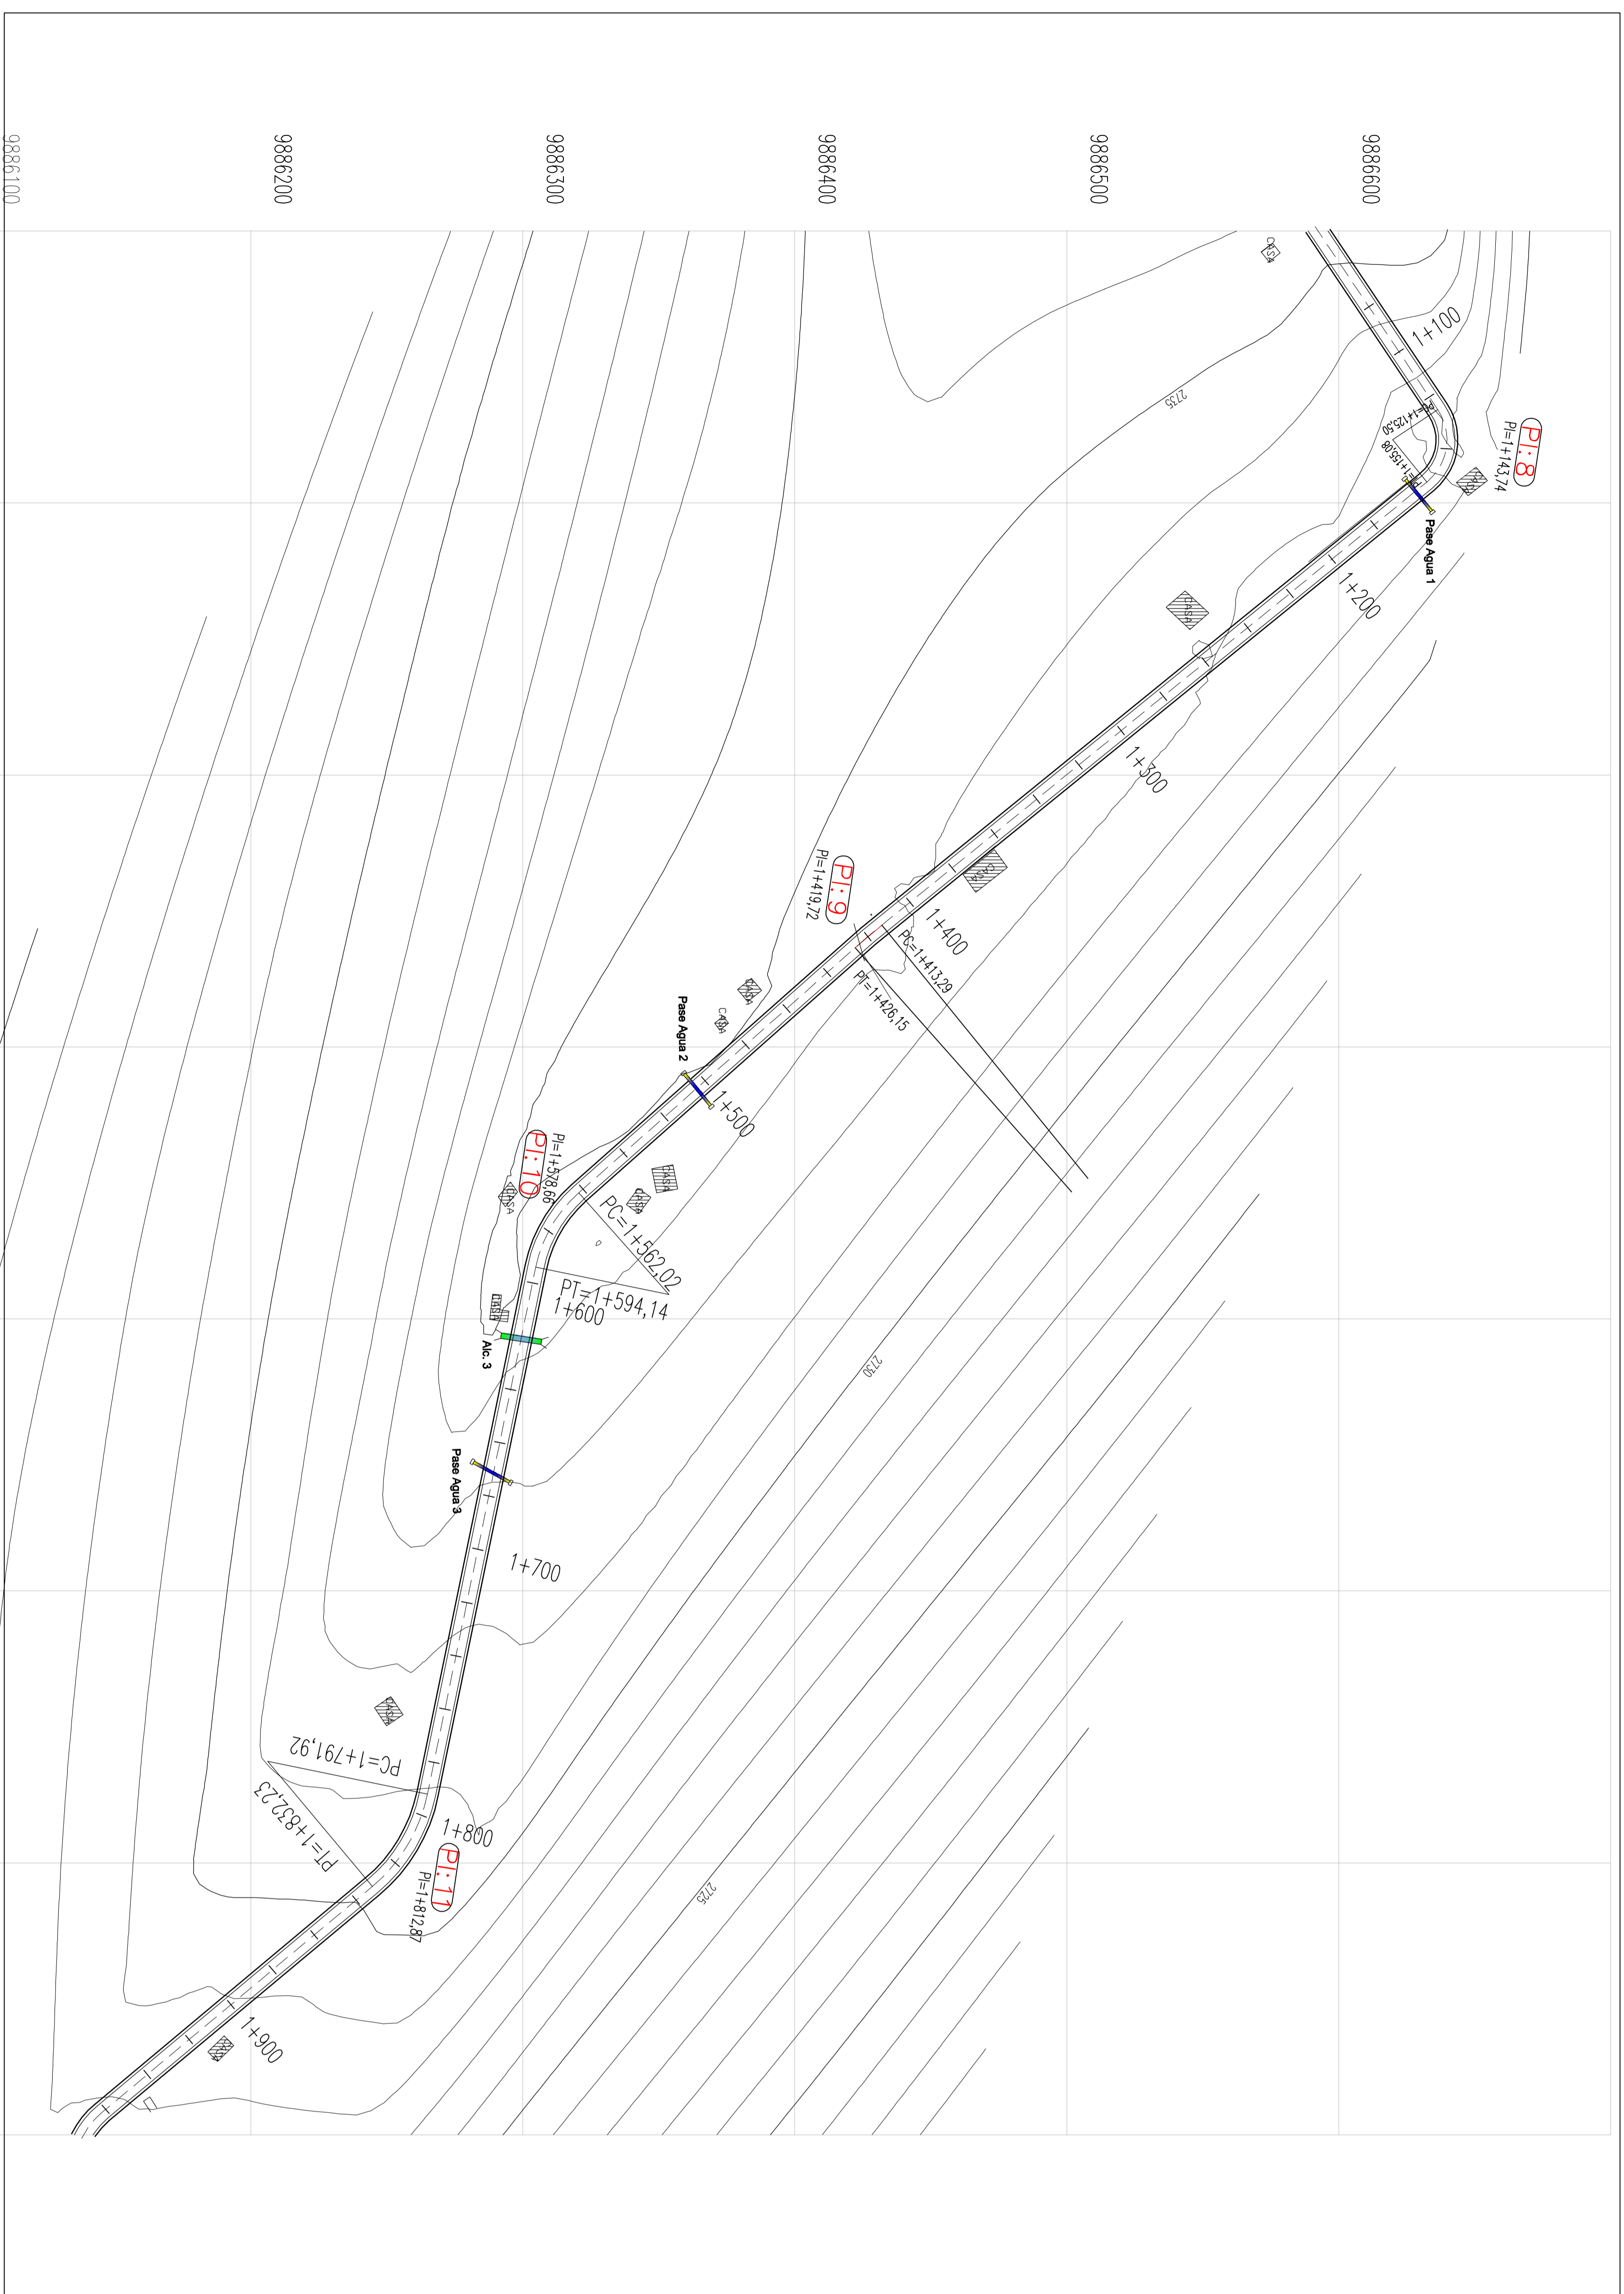 9886100
9886200
9886300
9886400
9886500
9886600
CASA
1+100
2735
PC=1+125,50
PT=1+155,08
PI:8
PI=1+143,74
CASA
Pase Agua 1
1+200
CASA
1+300
CASA
PI:9
PI=1+419,72
1+400
PC=1+413,29
PT=1+426,15
CASA
CASA
Pase Agua 2
1+500
PI:10
PI=1+578,66
CASA
CASA
CASA
PC=1+562,02
PT=1+594,14
1+600
CASA
Alc. 3
2730
Pase Agua 3
1+700
CASA
PC=1+791,92
PT=1+832,23
1+800
PI:11
PI=1+812,87
2725
1+900
CASA